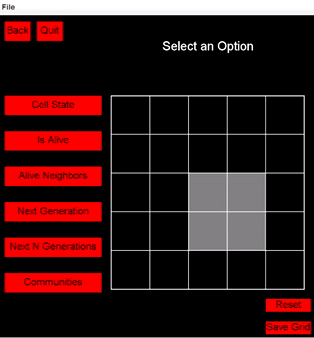 File
Back Quit
Select an Option
Cell State
Is Alive
Alive Neighbors
Next Generation
Next N Generations
Communities
Reset
Save Grid